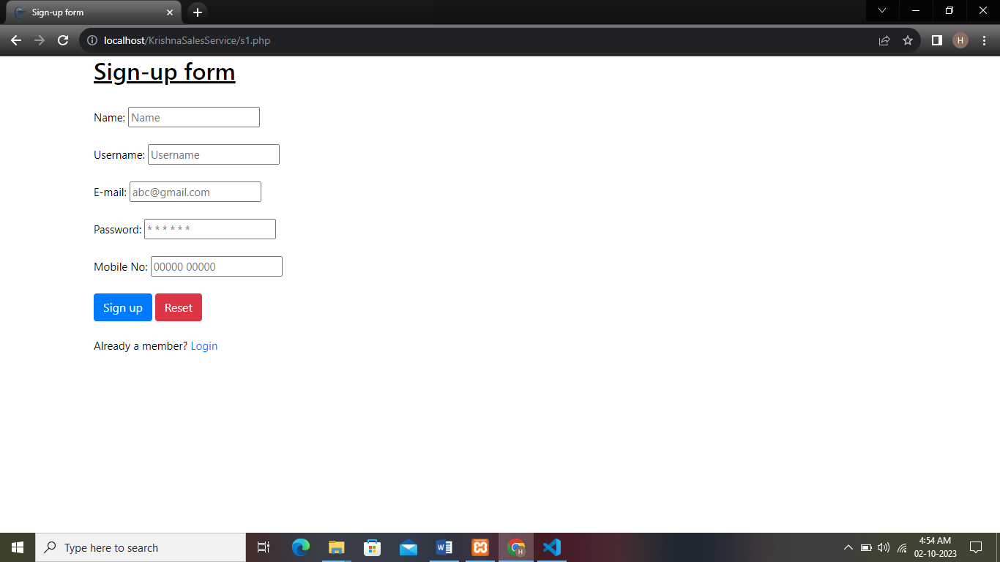 Sign-up form
localhost/KrishnaSalesService/s1.php
H
Sign-up form
Name: Name
Username: Username
E-mail: abc@gmail.com
Password: * * * * * *
Mobile No: 00000 00000
Sign up Reset
Already a member? Login
Type here to search
W
H
4:54 AM
02-10-2023